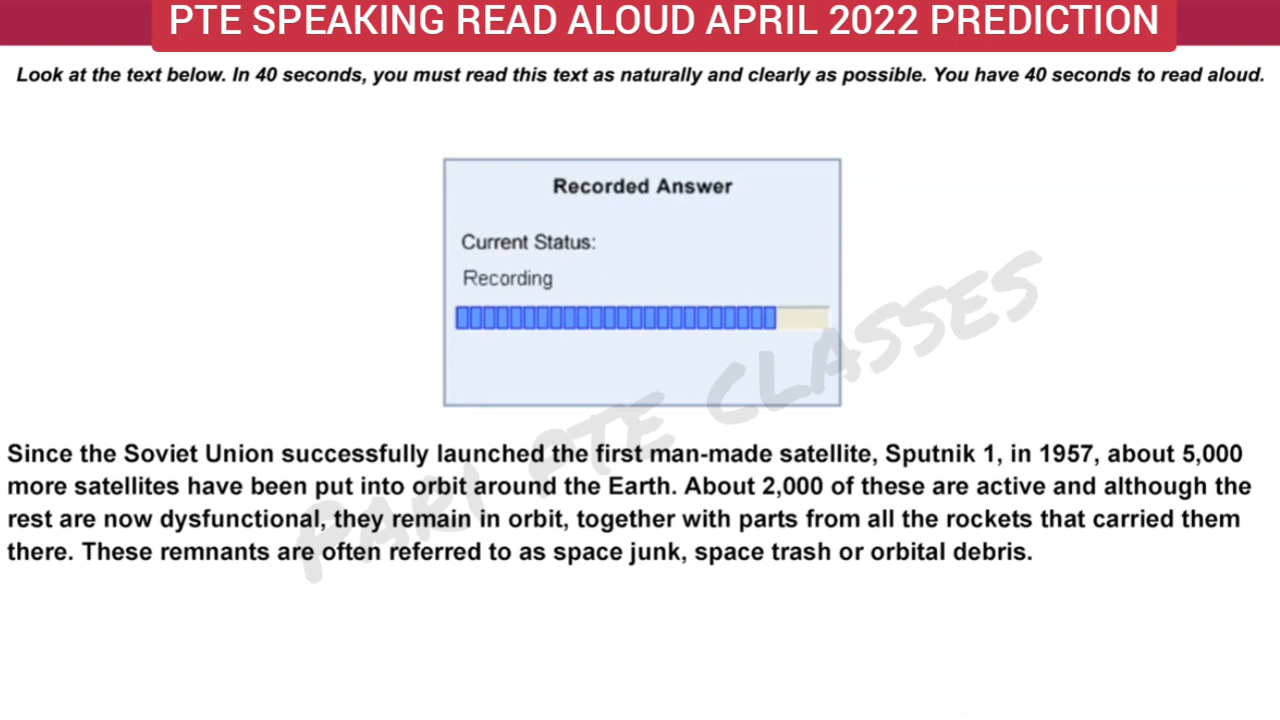 PTE SPEAKING READ ALOUD APRIL 2022 PREDICTION
Look at the text below. In 40 seconds, you must read this text as naturally and clearly as possible. You have 40 seconds to read aloud.
Recorded Answer
Current Status:
Recording
PARI PTE CLASSES
Since the Soviet Union successfully launched the first man-made satellite, Sputnik 1, in 1957, about 5,000
more satellites have been put into orbit around the Earth. About 2,000 of these are active and although the
rest are now dysfunctional, they remain in orbit, together with parts from all the rockets that carried them
there. These remnants are often referred to as space junk, space trash or orbital debris.